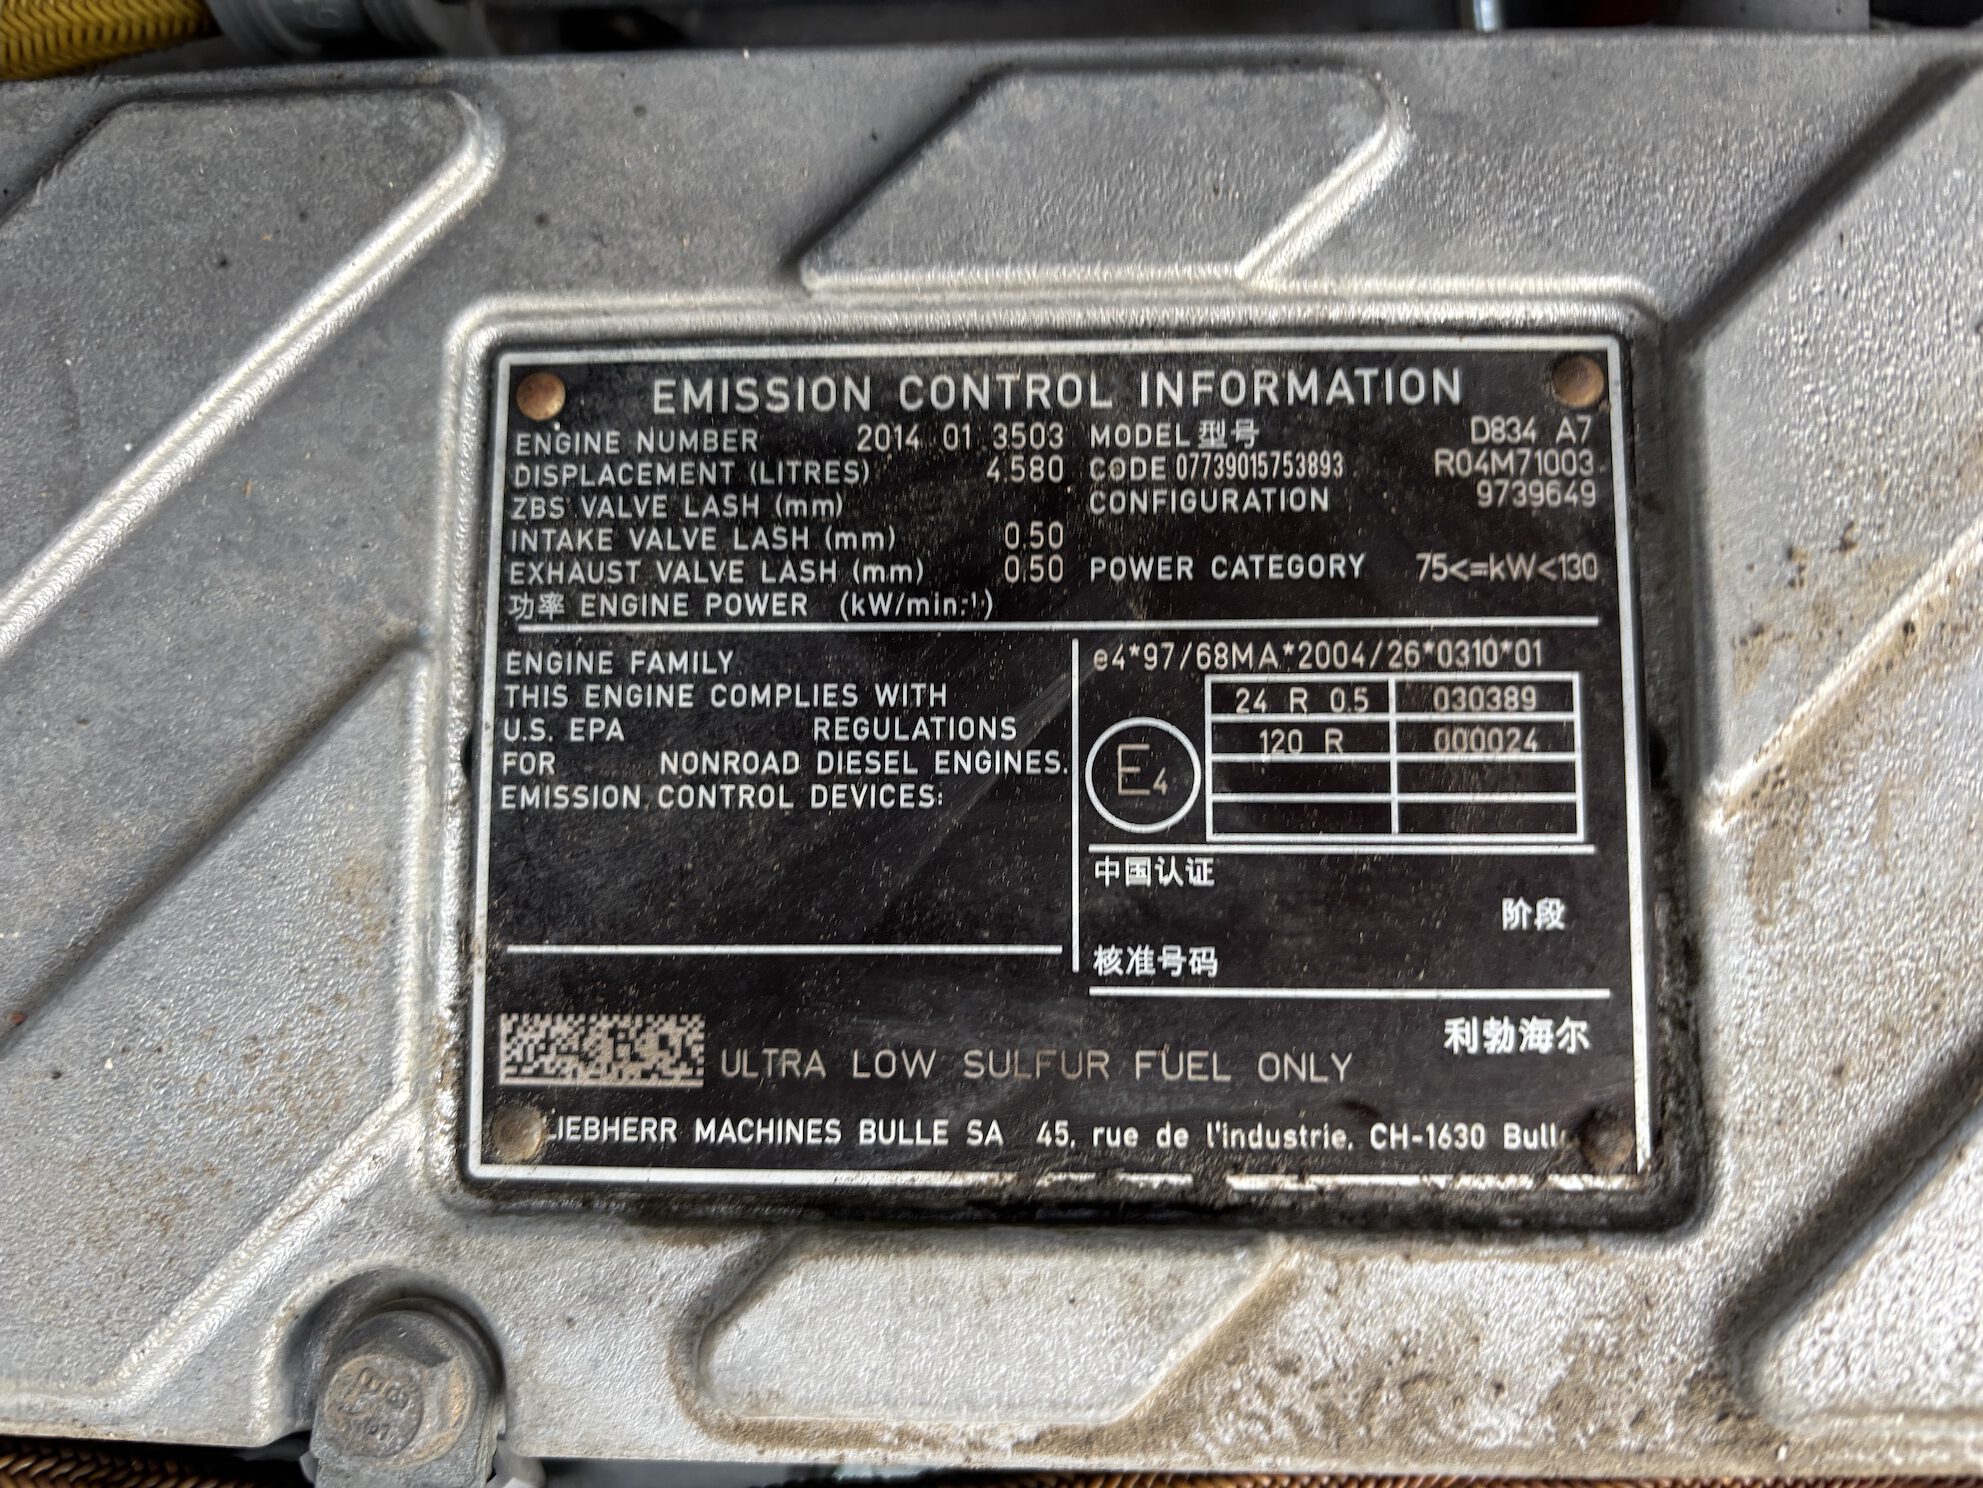 EMISSION CONTROL INFORMATION
ENGINE NUMBER 2014 01 3503
DISPLACEMENT (LITRES) 4.580
ZBS VALVE LASH (mm)
INTAKE VALVE LASH (mm) 0.50
EXHAUST VALVE LASH (mm) 0.50
功率 ENGINE POWER (kW/min-¹)
MODEL 型号 D834 A7
CODE 07739015753893 R04M71003
CONFIGURATION 9739649
POWER CATEGORY 75<=kW<130
ENGINE FAMILY
THIS ENGINE COMPLIES WITH
U.S. EPA REGULATIONS
FOR NONROAD DIESEL ENGINES.
EMISSION CONTROL DEVICES:
e4*97/68MA*2004/26*0310*01
E4
24 R 0.5 030389
120 R 000024
中国认证
阶段
核准号码
利勃海尔
ULTRA LOW SULFUR FUEL ONLY
LIEBHERR MACHINES BULLE SA 45, rue de l'industrie, CH-1630 Bulle